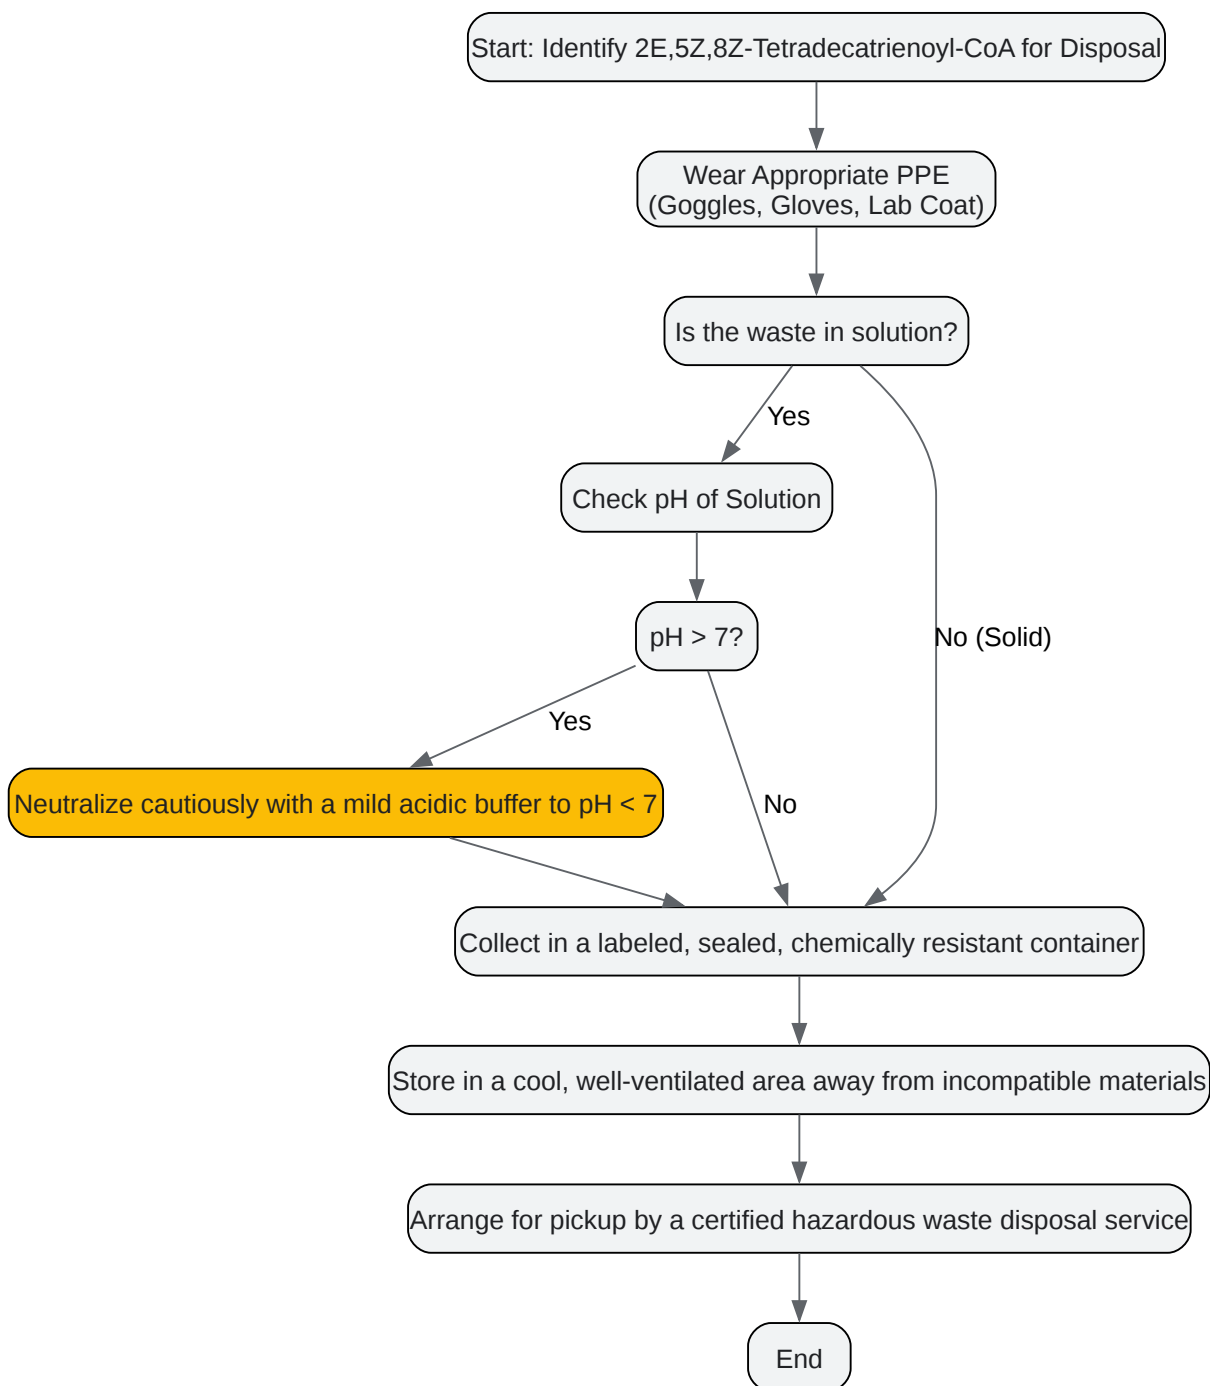 Start: Identify 2E,5Z,8Z-Tetradecatrienoyl-CoA for Disposal
Wear Appropriate PPE
(Goggles, Gloves, Lab Coat)
Is the waste in solution?
Yes
Check pH of Solution
pH > 7?
No (Solid)
Yes
Neutralize cautiously with a mild acidic buffer to pH < 7
No
Collect in a labeled, sealed, chemically resistant container
Store in a cool, well-ventilated area away from incompatible materials
Arrange for pickup by a certified hazardous waste disposal service
End